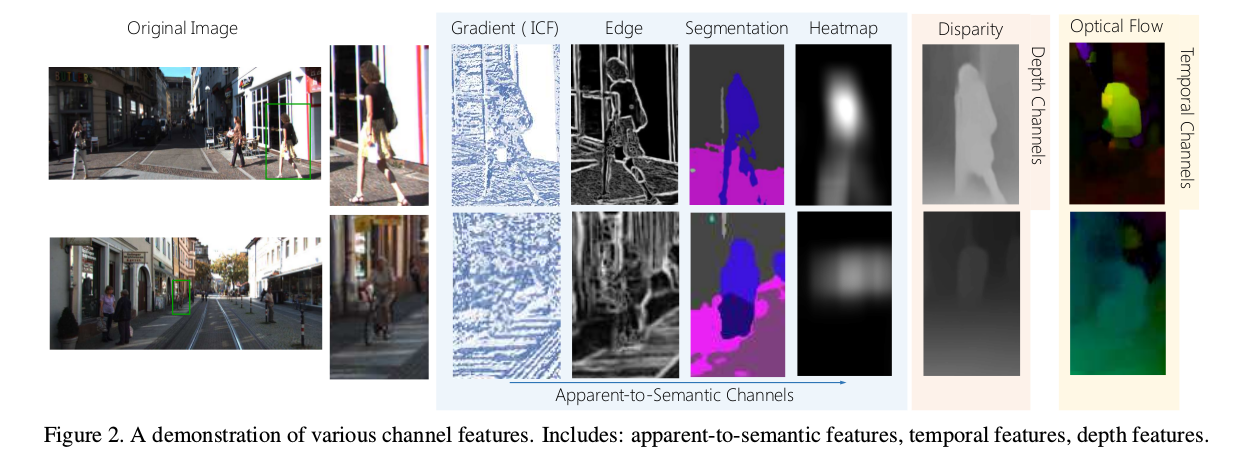 Original Image
Gradient ( ICF)
Edge
Segmentation
Heatmap
Disparity
Optical Flow
Depth Channels
Temporal Channels
Apparent-to-Semantic Channels
Figure 2. A demonstration of various channel features. Includes: apparent-to-semantic features, temporal features, depth features.